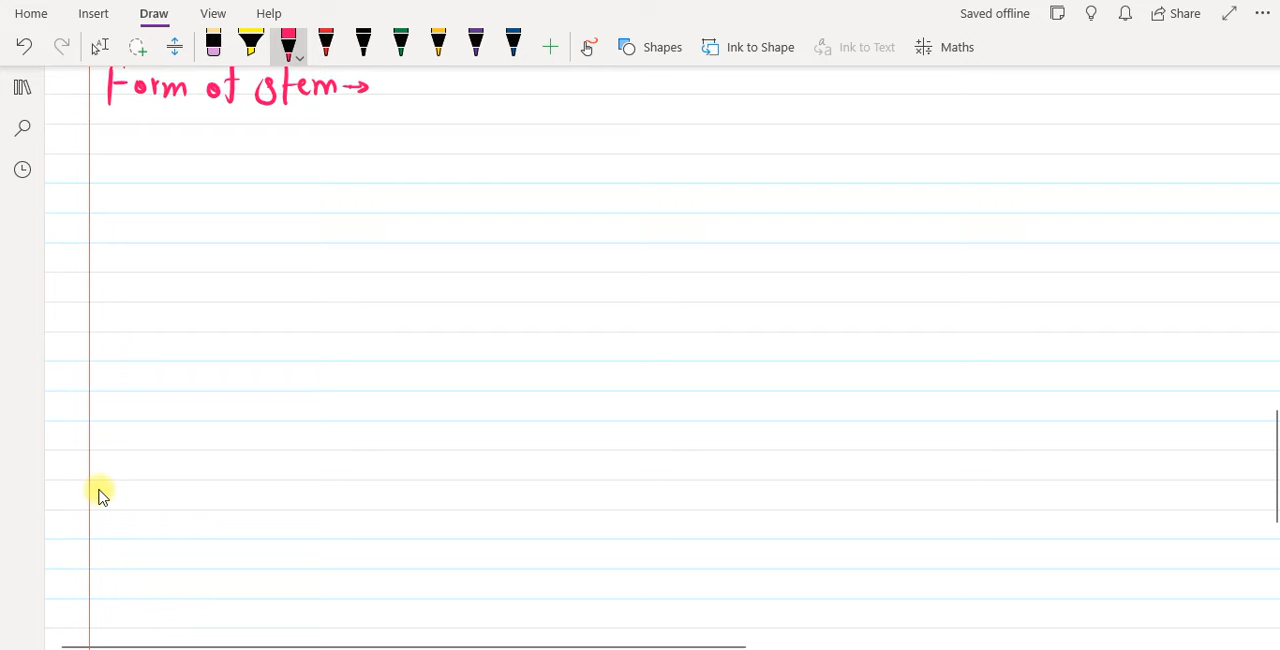 Home Insert Draw View Help Saved offline Share
Shapes Ink to Shape Ink to Text Maths
Form of stem →